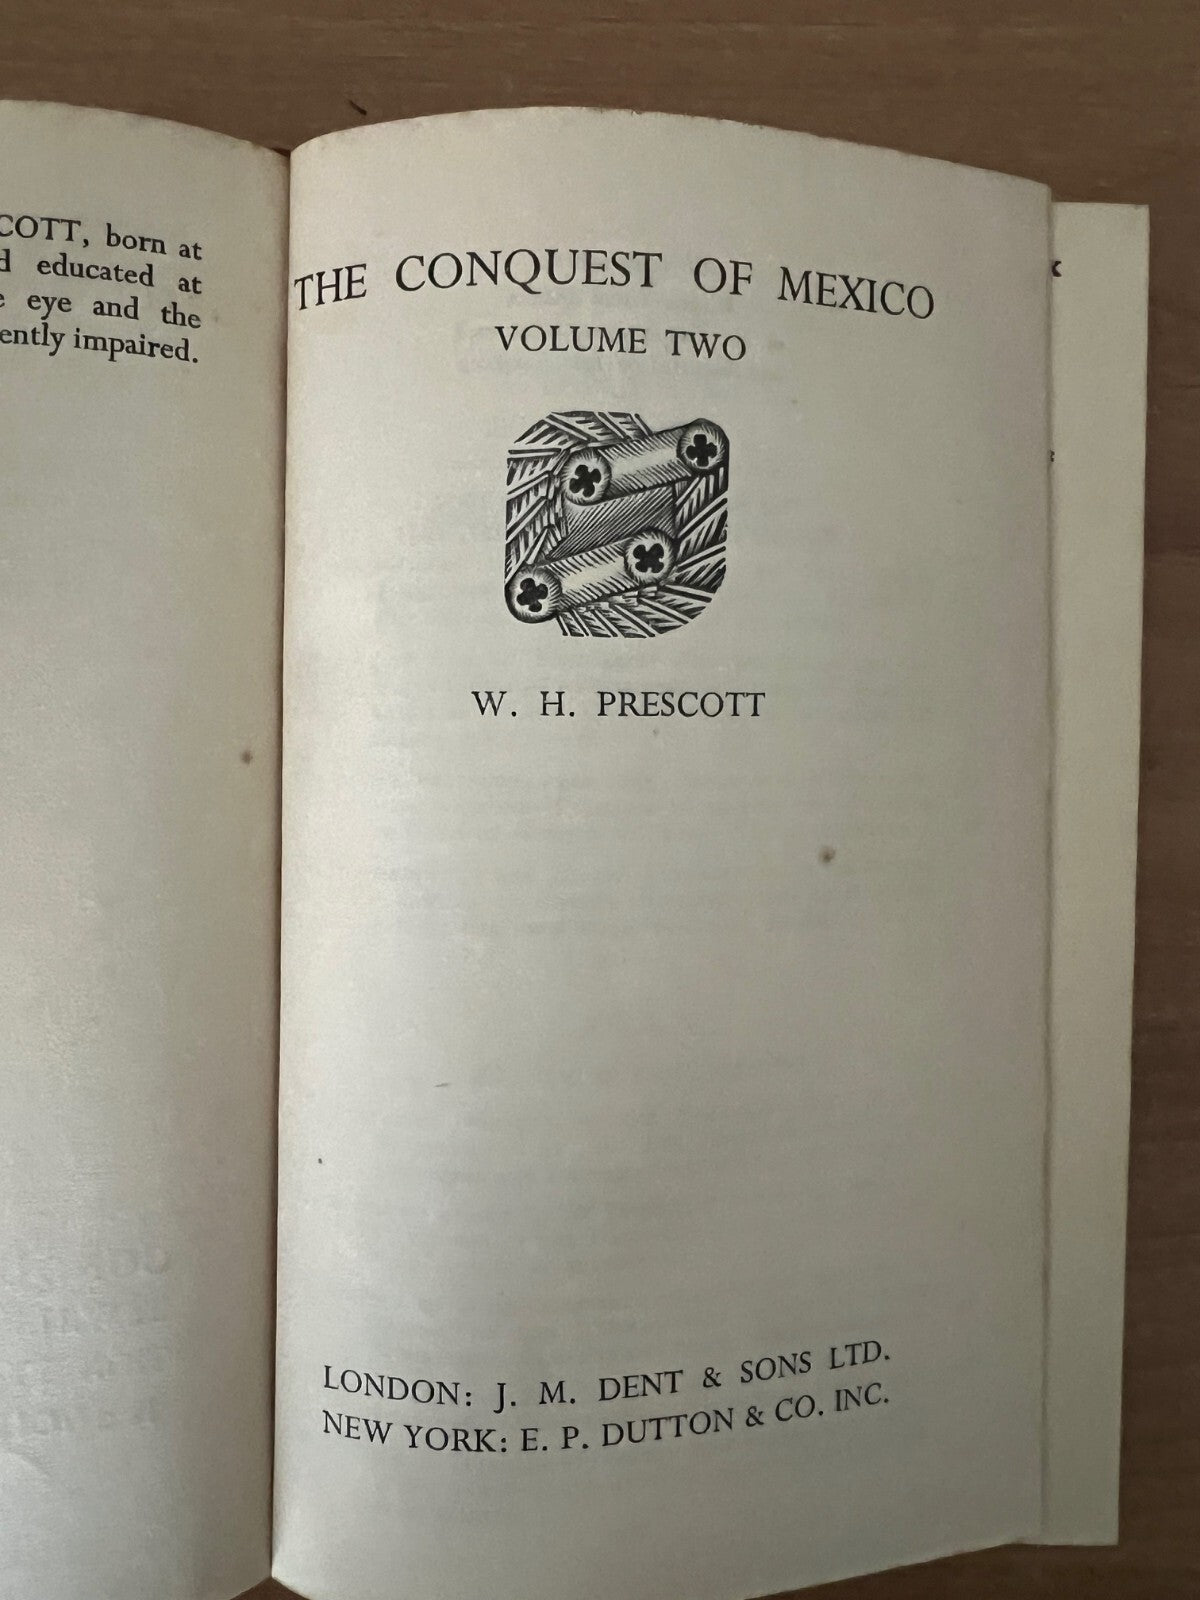 COTT, born at
educated at
eye and the
ently impaired.
THE CONQUEST OF MEXICO
VOLUME TWO
W. H. PRESCOTT
LONDON: J. M. DENT & SONS LTD.
NEW YORK: E. P. DUTTON & CO. INC.